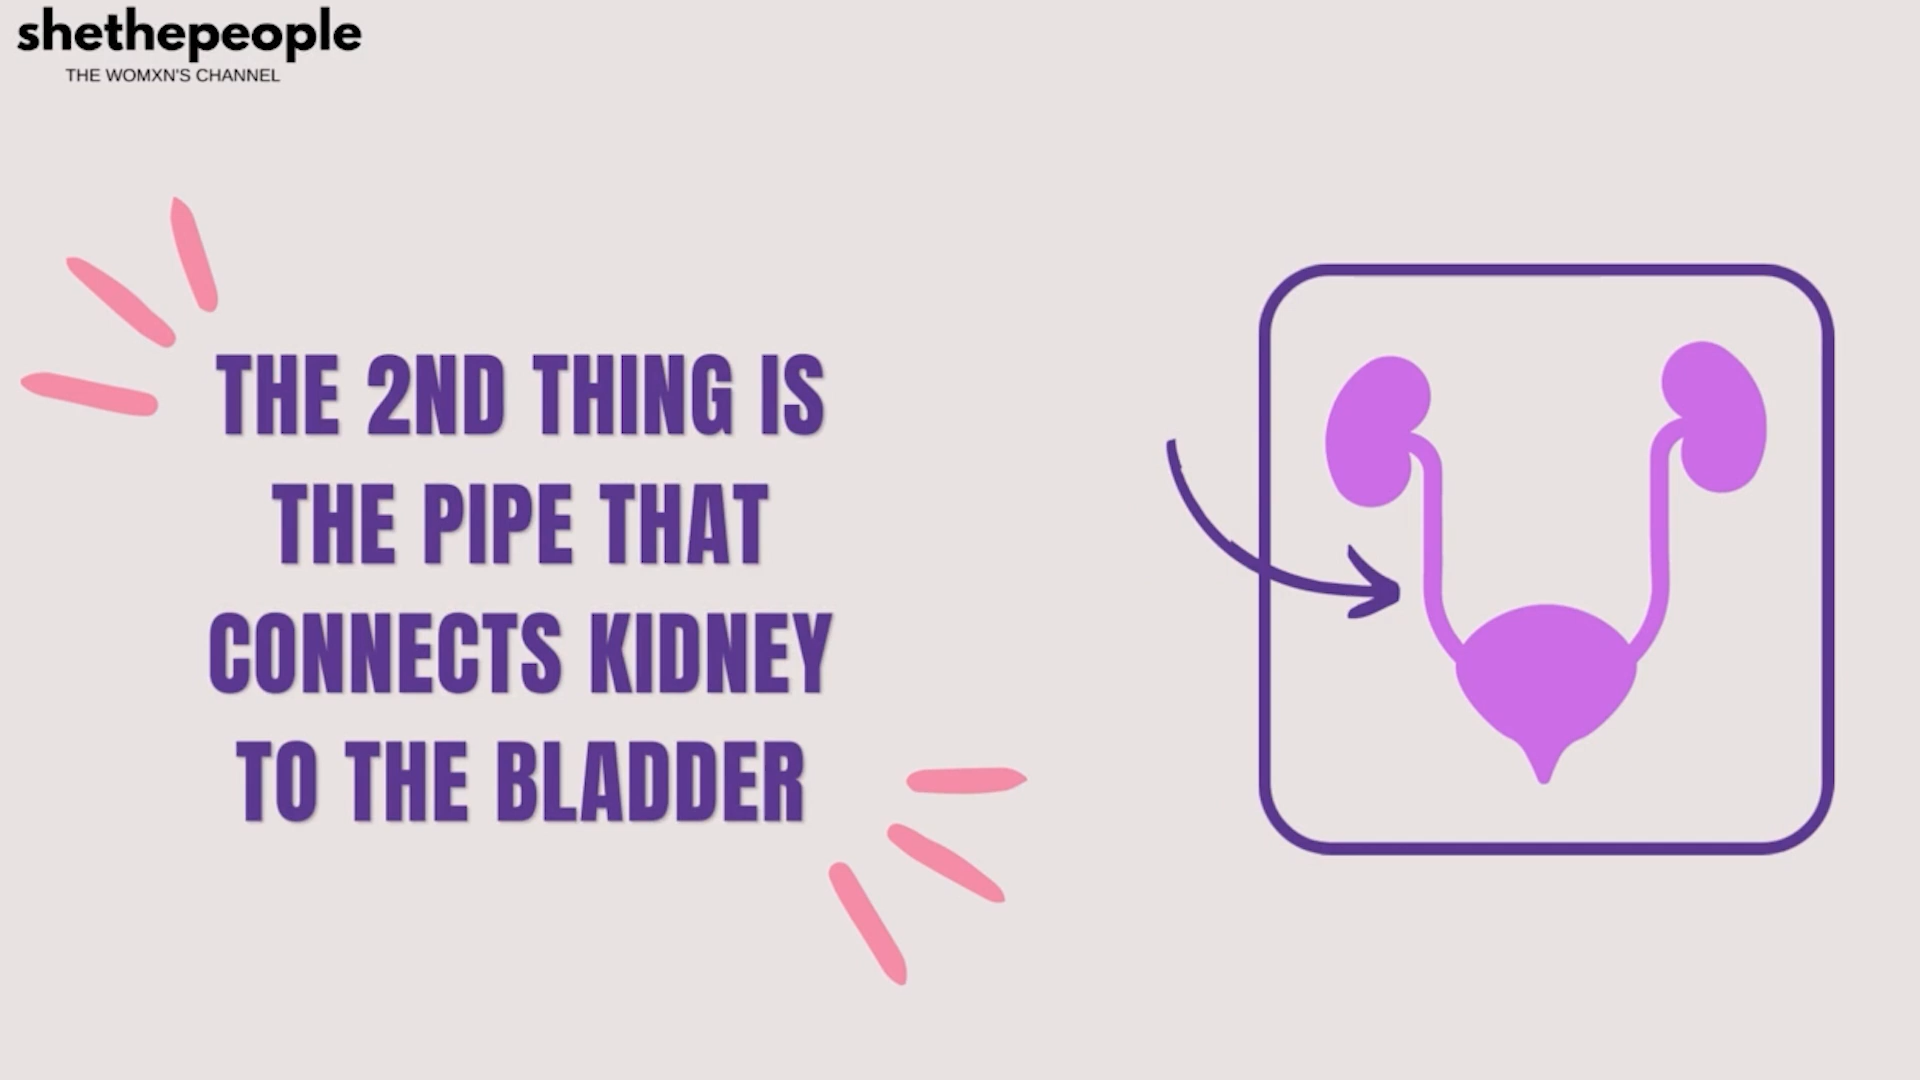 shethepeople
THE WOMXN'S CHANNEL
THE 2ND THING IS
THE PIPE THAT
CONNECTS KIDNEY
TO THE BLADDER